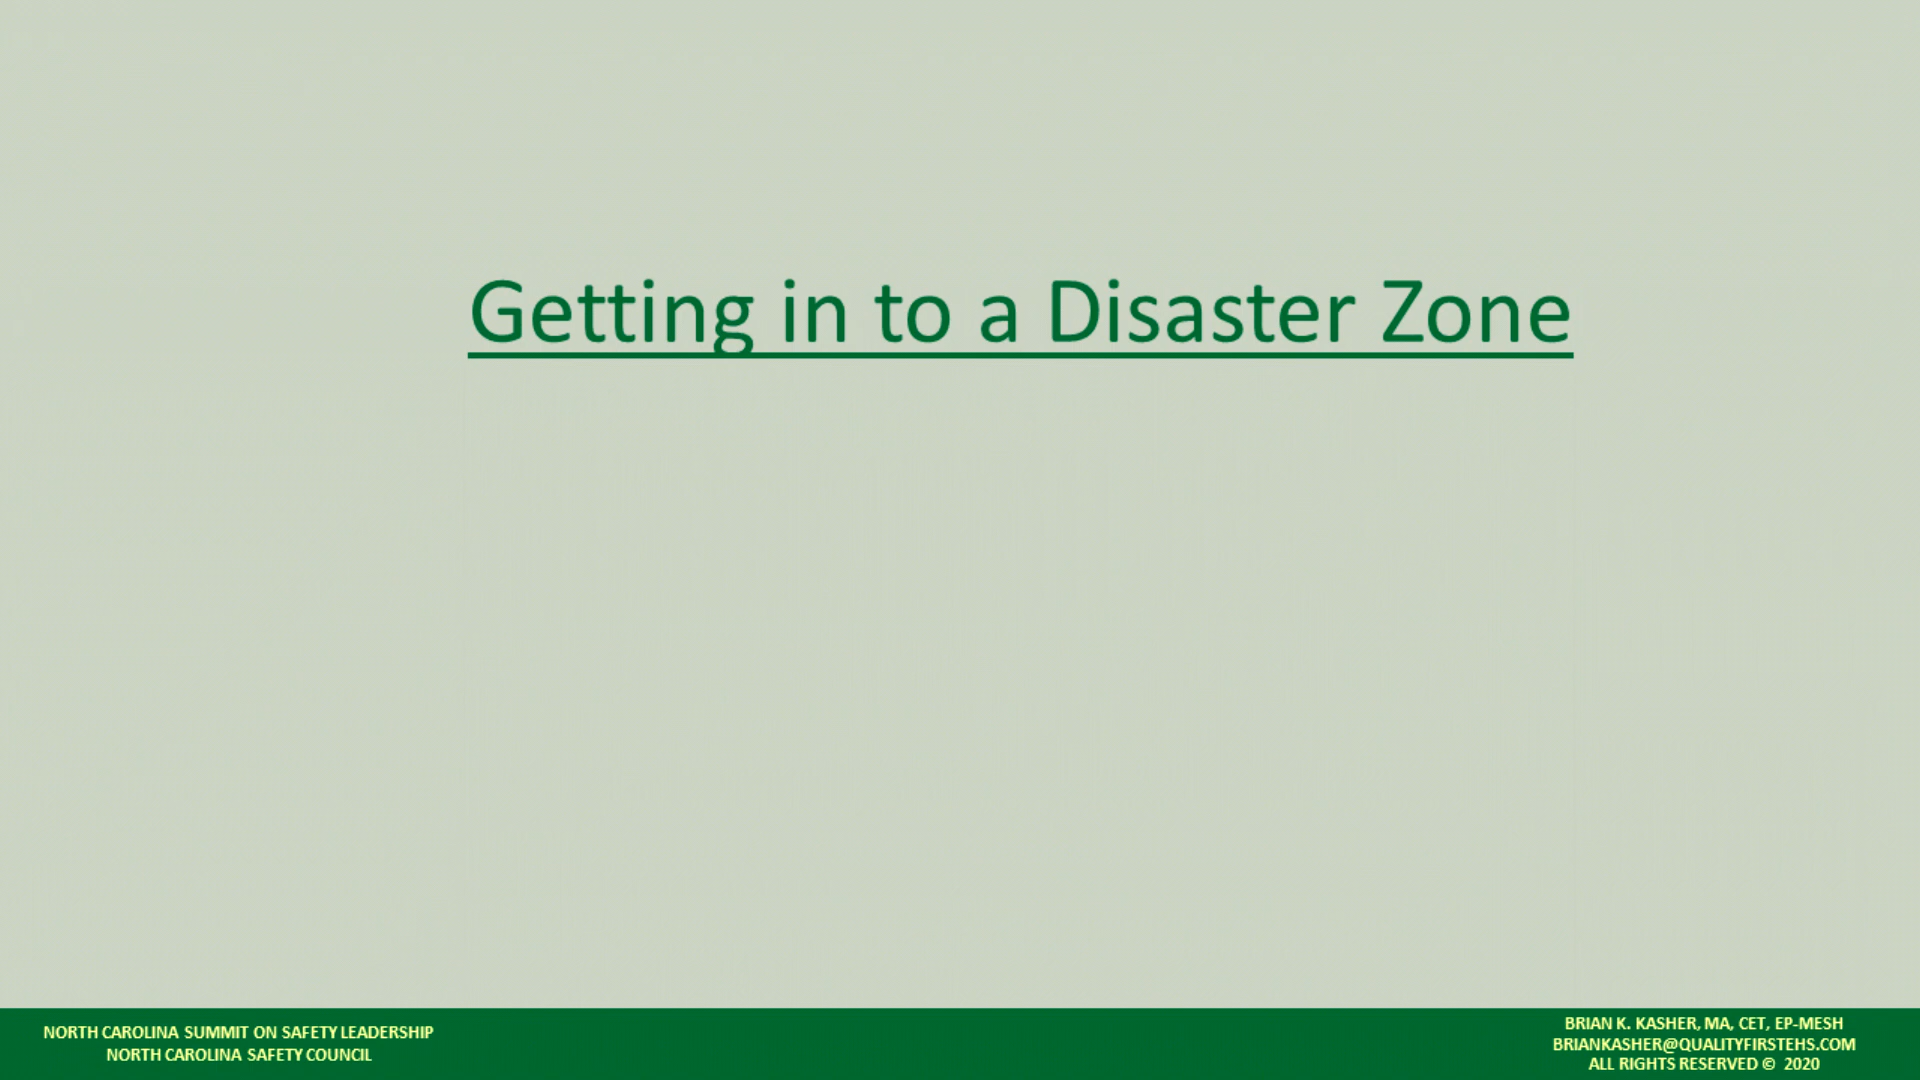 Getting in to a Disaster Zone
NORTH CAROLINA SUMMIT ON SAFETY LEADERSHIP
NORTH CAROLINA SAFETY COUNCIL
BRIAN K. KASHER, MA, CET, EP-MESH
BRIANKASHER@QUALITYFIRSTEHS.COM
ALL RIGHTS RESERVED © 2020